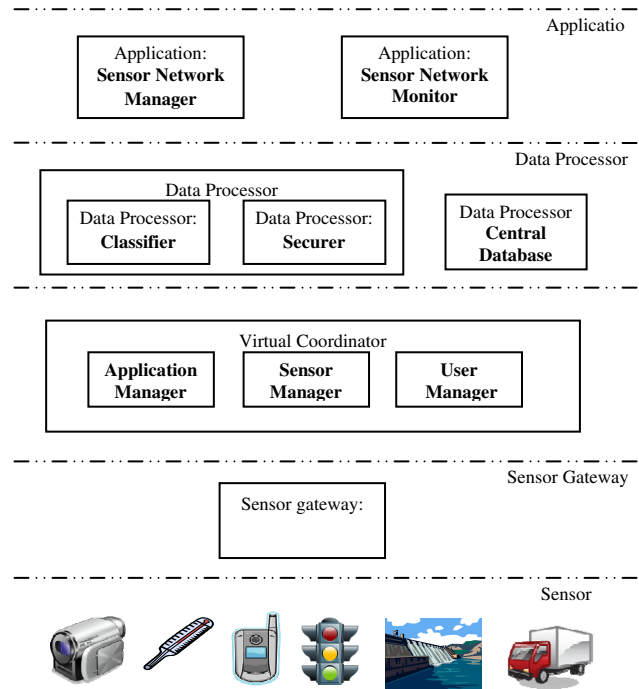 Applicatio
Application:
Sensor Network
Manager
Application:
Sensor Network
Monitor
Data Processor
Data Processor
Data Processor:
Classifier
Data Processor:
Securer
Data Processor
Central
Database
Virtual Coordinator
Application
Manager
Sensor
Manager
User
Manager
Sensor Gateway
Sensor gateway:
Sensor